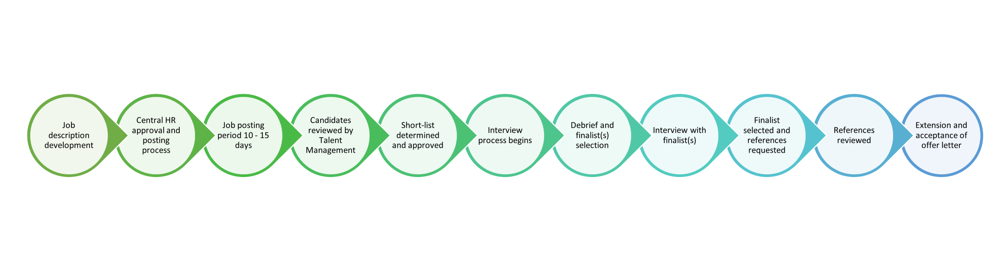 Job
description
development
Central HR
approval and
posting
process
Job posting
period 10 - 15
days
Candidates
reviewed by
Talent
Management
Short-list
determined
and approved
Interview
process begins
Debrief and
finalist(s)
selection
Interview with
finalist(s)
Finalist
selected and
references
requested
References
reviewed
Extension and
acceptance of
offer letter